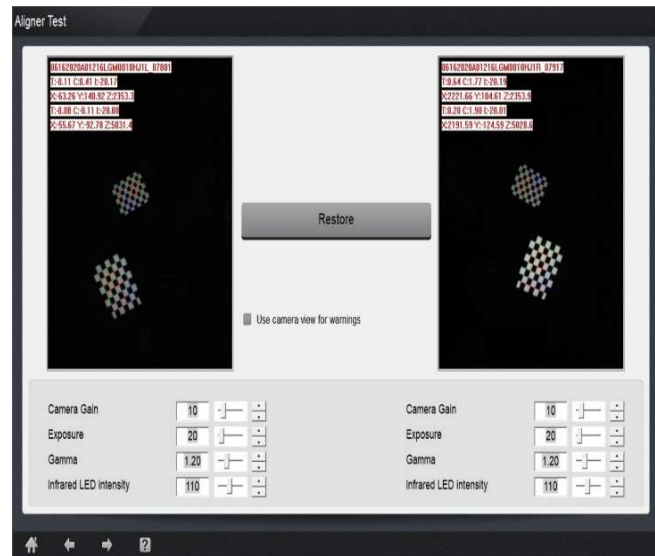 Aligner Test
06162020A01216LGM0010HJ1L_07801
T:-0.11 C:0.41 I:-20.17
X:-63.26 Y:140.92 Z:2353.3
T:-0.08 C:-0.11 I:-20.08
X:-55.67 Y:-92.78 Z:5031.4
06162020A01216LGM0010HJ1R_07917
T:0.64 C:1.77 I:-20.19
X:2221.66 Y:104.61 Z:2353.9
T:0.28 C:1.98 I:-20.01
X:2191.59 Y:-124.59 Z:5020.6
Restore
Use camera view for warnings
Camera Gain 10
Exposure 20
Gamma 1.20
Infrared LED intensity 110
Camera Gain 10
Exposure 20
Gamma 1.20
Infrared LED intensity 110
?